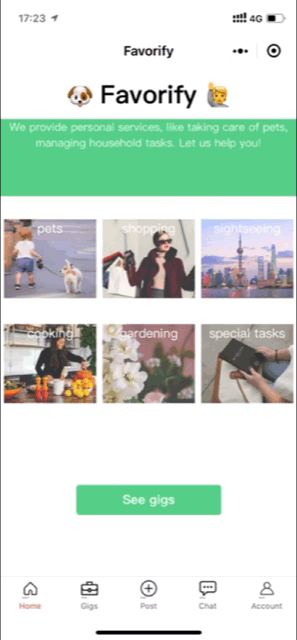 17:23 4G
Favorify
Favorify
We provide personal services, like taking care of pets,
managing household tasks. Let us help you!
pets shopping sightseeing
cooking gardening special tasks
See gigs
Home Gigs Post Chat Account